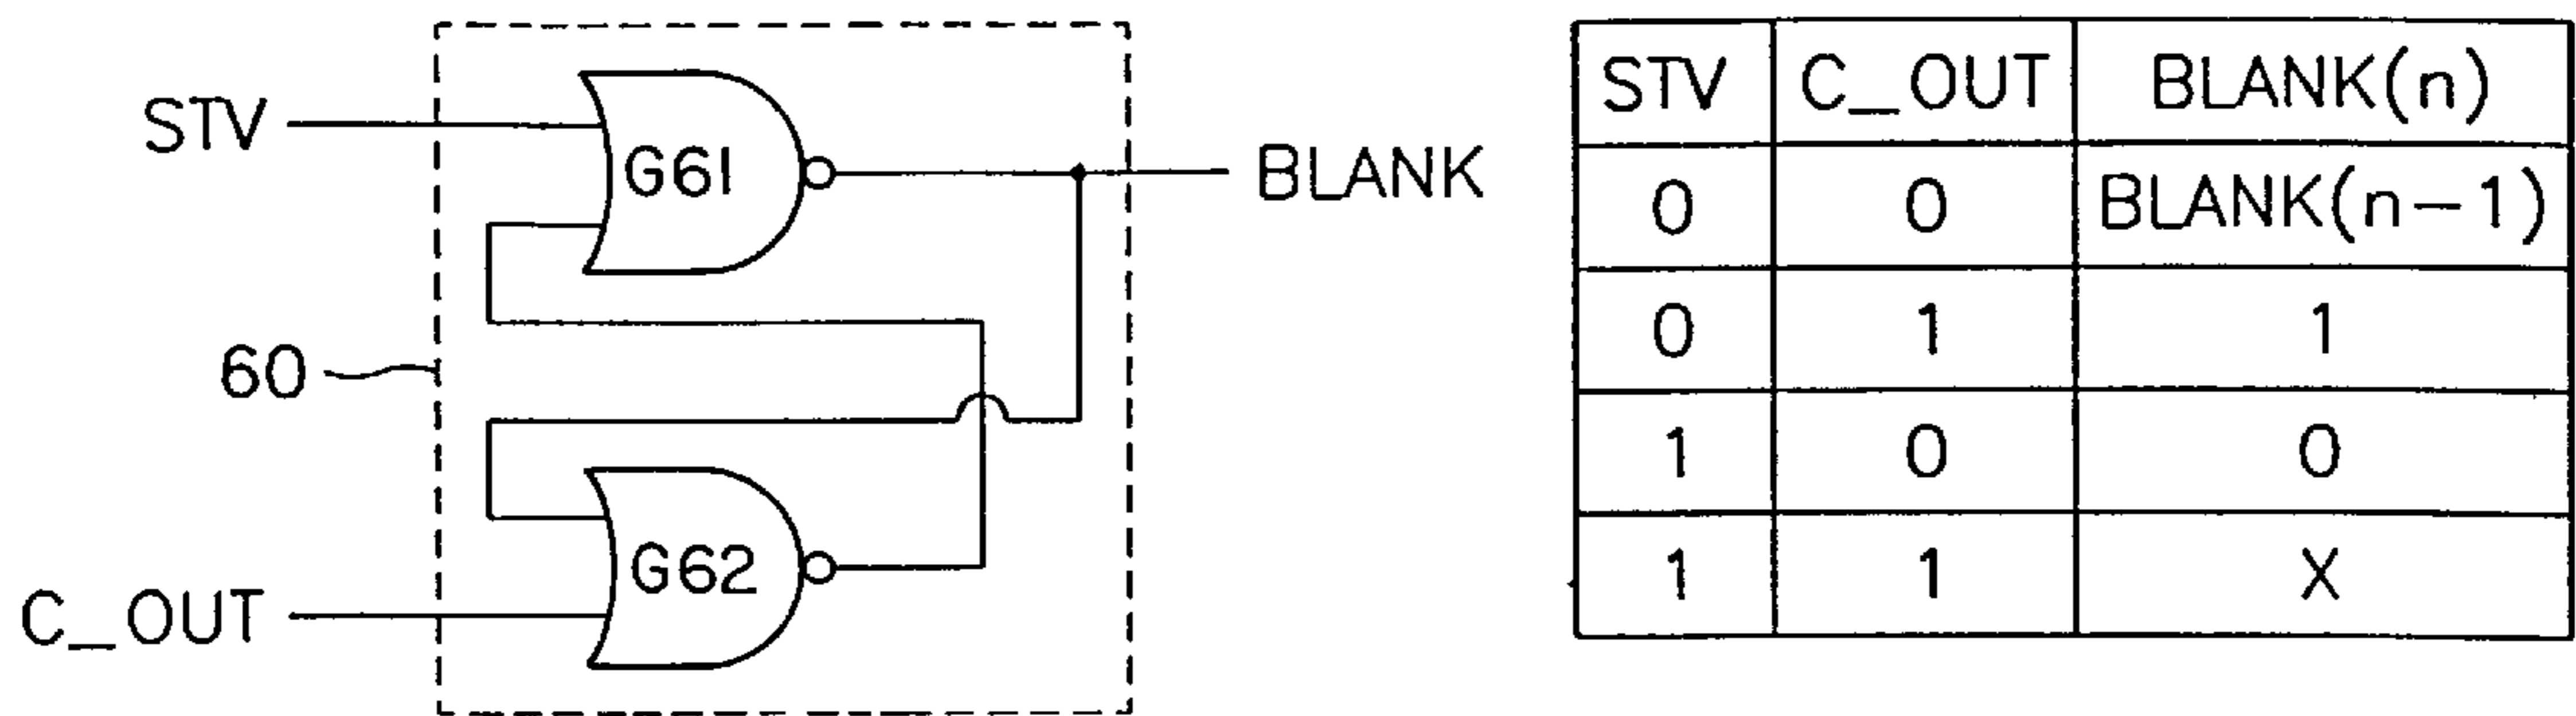 STV
G61
BLANK
60
G62
C_OUT
STV C_OUT BLANK(n)
0 0 BLANK(n-1)
0 1 1
1 0 0
1 1 X